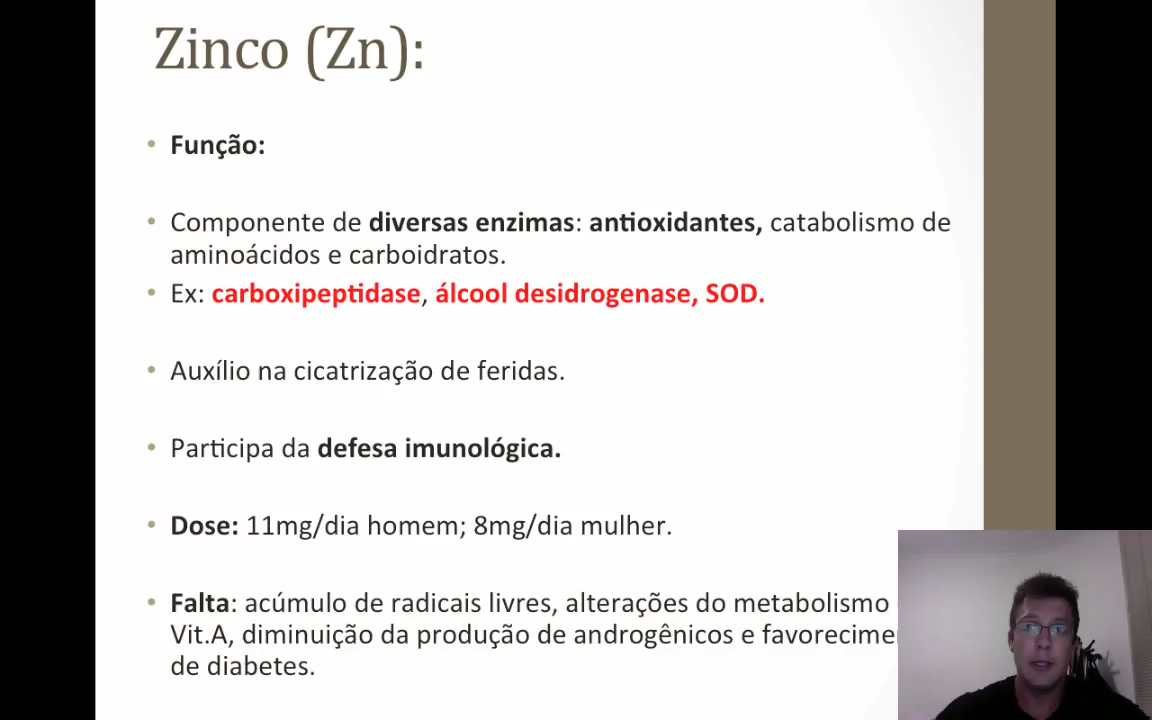 Zinco (Zn):
• Função:
• Componente de diversas enzimas: antioxidantes, catabolismo de
aminoácidos e carboidratos.
• Ex: carboxipeptidase, álcool desidrogenase, SOD.
• Auxílio na cicatrização de feridas.
• Participa da defesa imunológica.
• Dose: 11mg/dia homem; 8mg/dia mulher.
• Falta: acúmulo de radicais livres, alterações do metabolismo
Vit.A, diminuição da produção de androgênicos e
de diabetes.